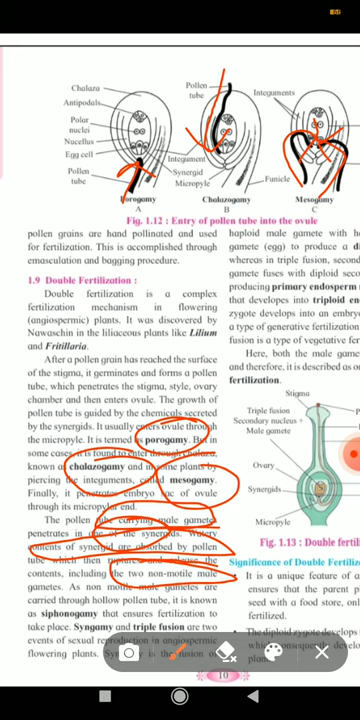 Chalaza
Antipodals
Polar
nuclei
Nucellus
Egg cell
Pollen
tube
Pollen
tube
Integument
Synergid
Micropyle
Integuments
Funicle
Porogamy
A
Chalazogamy
B
Mesogamy
C
Fig. 1.12 : Entry of pollen tube into the ovule
pollen grains are hand pollinated and used
for fertilization. This is accomplished through
emasculation and bagging procedure.
1.9 Double Fertilization :
Double fertilization is a complex
fertilization mechanism in flowering
(angiospermic) plants. It was discovered by
Nawaschin in the liliaceous plants like Lilium
and Fritillaria.
After a pollen grain has reached the surface
of the stigma, it germinates and forms a pollen
tube, which penetrates the stigma, style, ovary
chamber and then enters ovule. The growth of
pollen tube is guided by the chemicals secreted
by the synergids. It usually enters ovule through
the micropyle. It is termed as porogamy. But in
some cases, it is found to enter through chalaza,
known as chalazogamy and in some plants by
piercing the integuments, called mesogamy.
Finally, it penetrates embryo sac of ovule
through its micropylar end.
The pollen tube carrying male gametes
penetrates in one of the synergids. Watery
contents of synergid are absorbed by pollen
tube which then ruptures and release the
contents, including the two non-motile male
gametes. As non motile male gametes are
carried through hollow pollen tube, it is known
as siphonogamy that ensures fertilization to
take place. Syngamy and triple fusion are two
events of sexual reproduction in angiospermic
flowering plants. is the fusion
haploid male gamete with
gamete (egg) to produce a
whereas in triple fusion, second
gamete fuses with diploid
producing primary endosperm
that develops into triploid
zygote develops into an
a type of generative fertilization
fusion is a type of vegetative
Here, both the male
and therefore, it is described as
fertilization.
Stigma
Triple fusion
Secondary nucleus +
Male gamete
Ovary
Synergids
Micropyle
Fig. 1.13 : Double
Significance of Double
It is a unique feature of
ensures that the parent
seed with a food store, only
fertilized.
The diploid zygote develops
which consequently
plant.
10